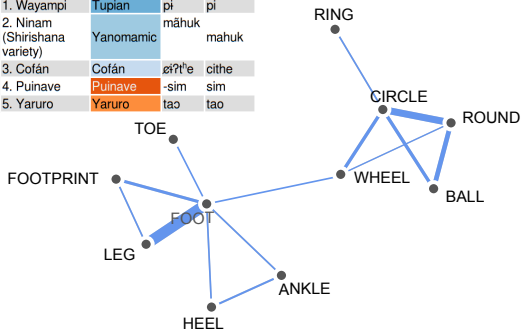 1. Wayampi Tupian pɨ pi
2. Ninam mãhuk
(Shirishana Yanomamic mahuk
variety)
3. Cofán Cofán øɨʔtʰe cithe
4. Puinave Puinave -sim sim
5. Yaruro Yaruro taɔ tao
RING
CIRCLE
ROUND
TOE
FOOTPRINT
WHEEL
BALL
FOOT
LEG
ANKLE
HEEL